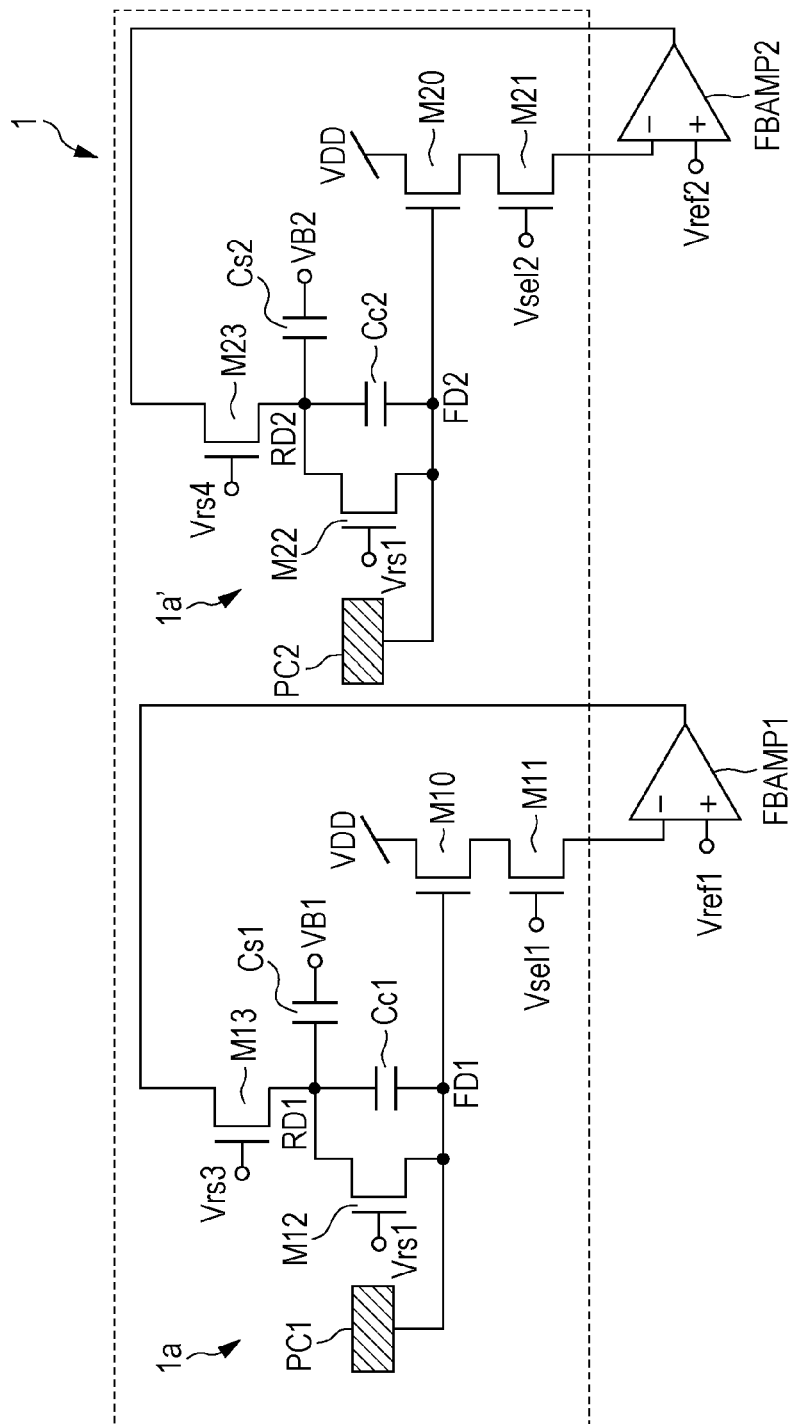 1
1a
PC1
M12
Vrs1
Vrs3
M13
RD1
Cs1
VB1
Cc1
FD1
VDD
M10
M11
Vsel1
Vref1
FBAMP1
−
+
1a'
PC2
M22
Vrs1
Vrs4
M23
RD2
Cs2
VB2
Cc2
FD2
VDD
M20
M21
Vsel2
Vref2
FBAMP2
−
+